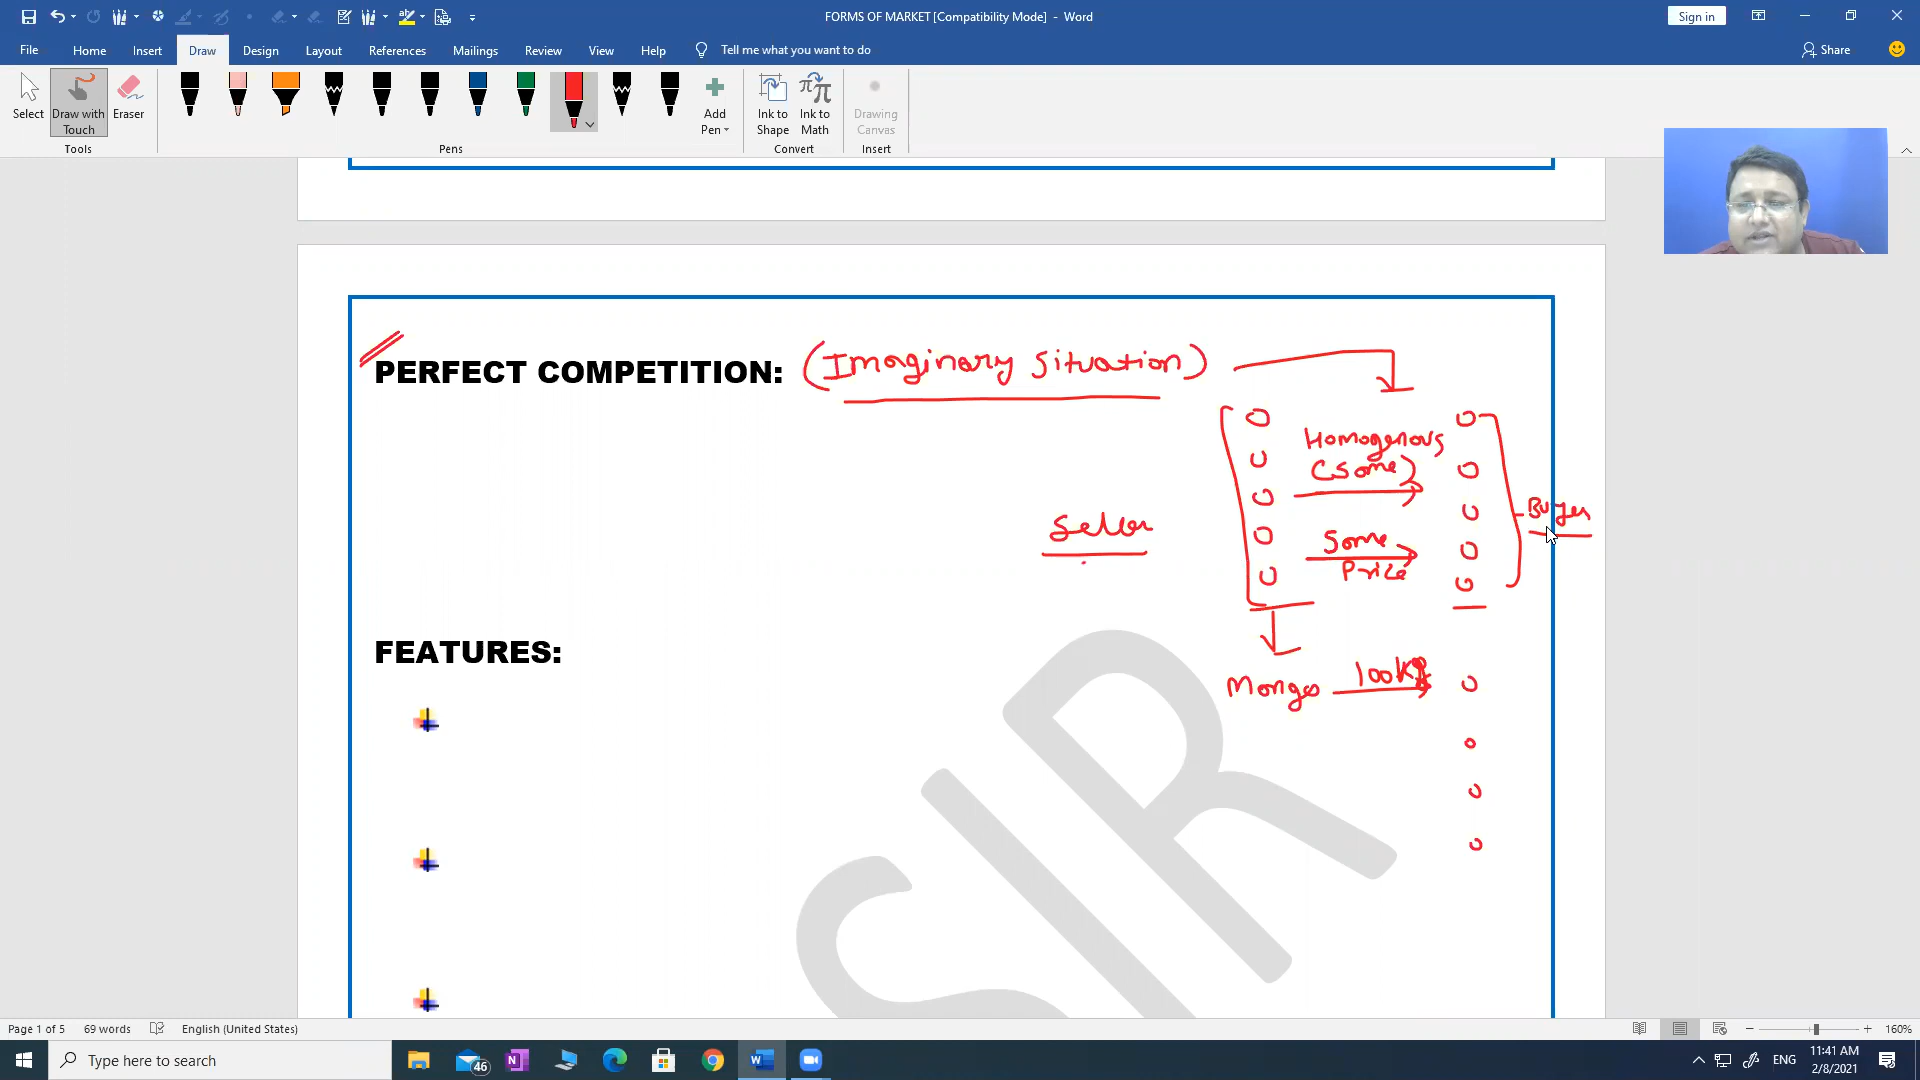 FORMS OF MARKET [Compatibility Mode] - Word
Sign in
File Home Insert Draw Design Layout References Mailings Review View Help Tell me what you want to do
Share
Select
Draw with Touch
Eraser
Add Pen
Ink to Shape
Ink to Math
Drawing Canvas
Tools
Pens
Convert
Insert
PERFECT COMPETITION: (Imaginary Situation)
Homogenous
(Same)
Seller
Buyer
Same
Price
FEATURES:
Mango 100Kg
SIR
Page 1 of 5 69 words English (United States)
160%
Type here to search
46
ENG
11:41 AM
2/8/2021